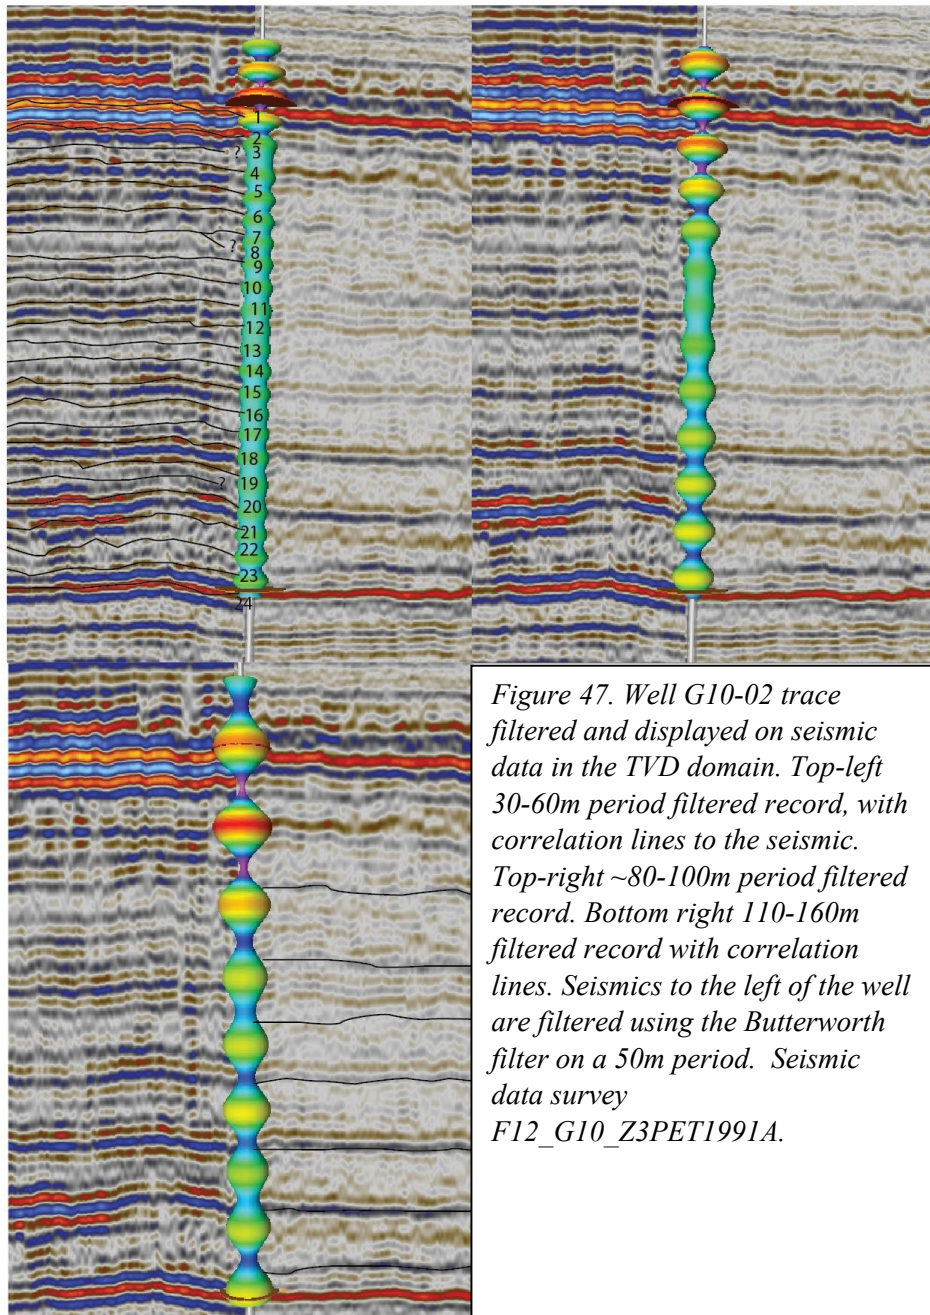 1
2
? 3
4
5
6
7
?
8
9
10
11
12
13
14
15
16
17
18
19
?
20
21
22
23
24
Figure 47. Well G10-02 trace
filtered and displayed on seismic
data in the TVD domain. Top-left
30-60m period filtered record, with
correlation lines to the seismic.
Top-right ~80-100m period filtered
record. Bottom right 110-160m
filtered record with correlation
lines. Seismics to the left of the well
are filtered using the Butterworth
filter on a 50m period. Seismic
data survey
F12_G10_Z3PET1991A.